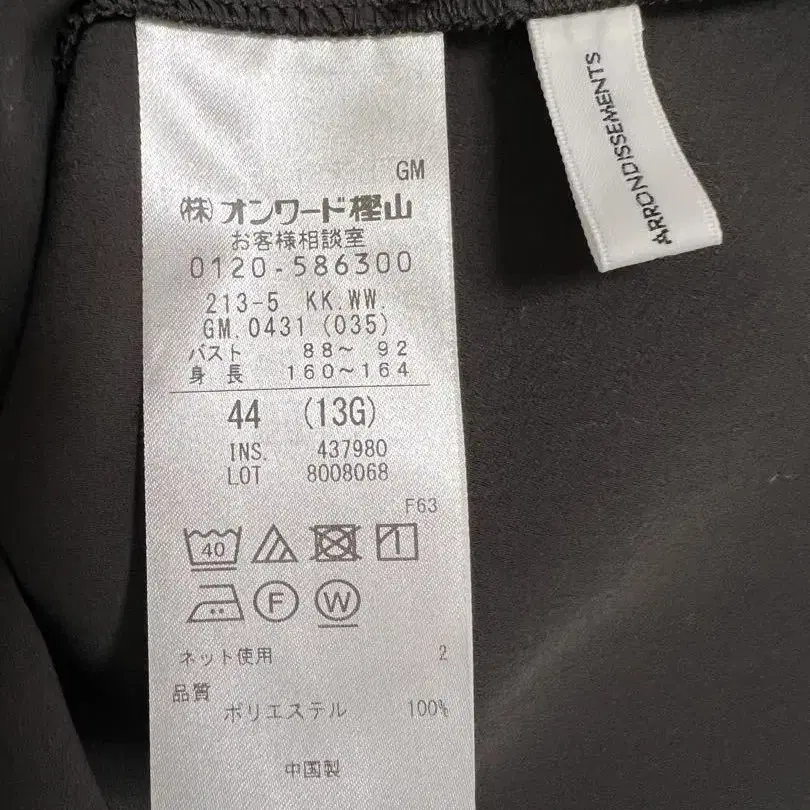 GM
㈱オンワード樫山
お客様相談室
0120-586300
213-5 KK.WW.
GM.0431 (035)
バスト 88～ 92
身 長 160～164
44 (13G)
INS. 437980
LOT 8008068
F63
40
F W
ネット使用 2
品質
ポリエステル 100%
中国製
ARRONDISSEMENTS